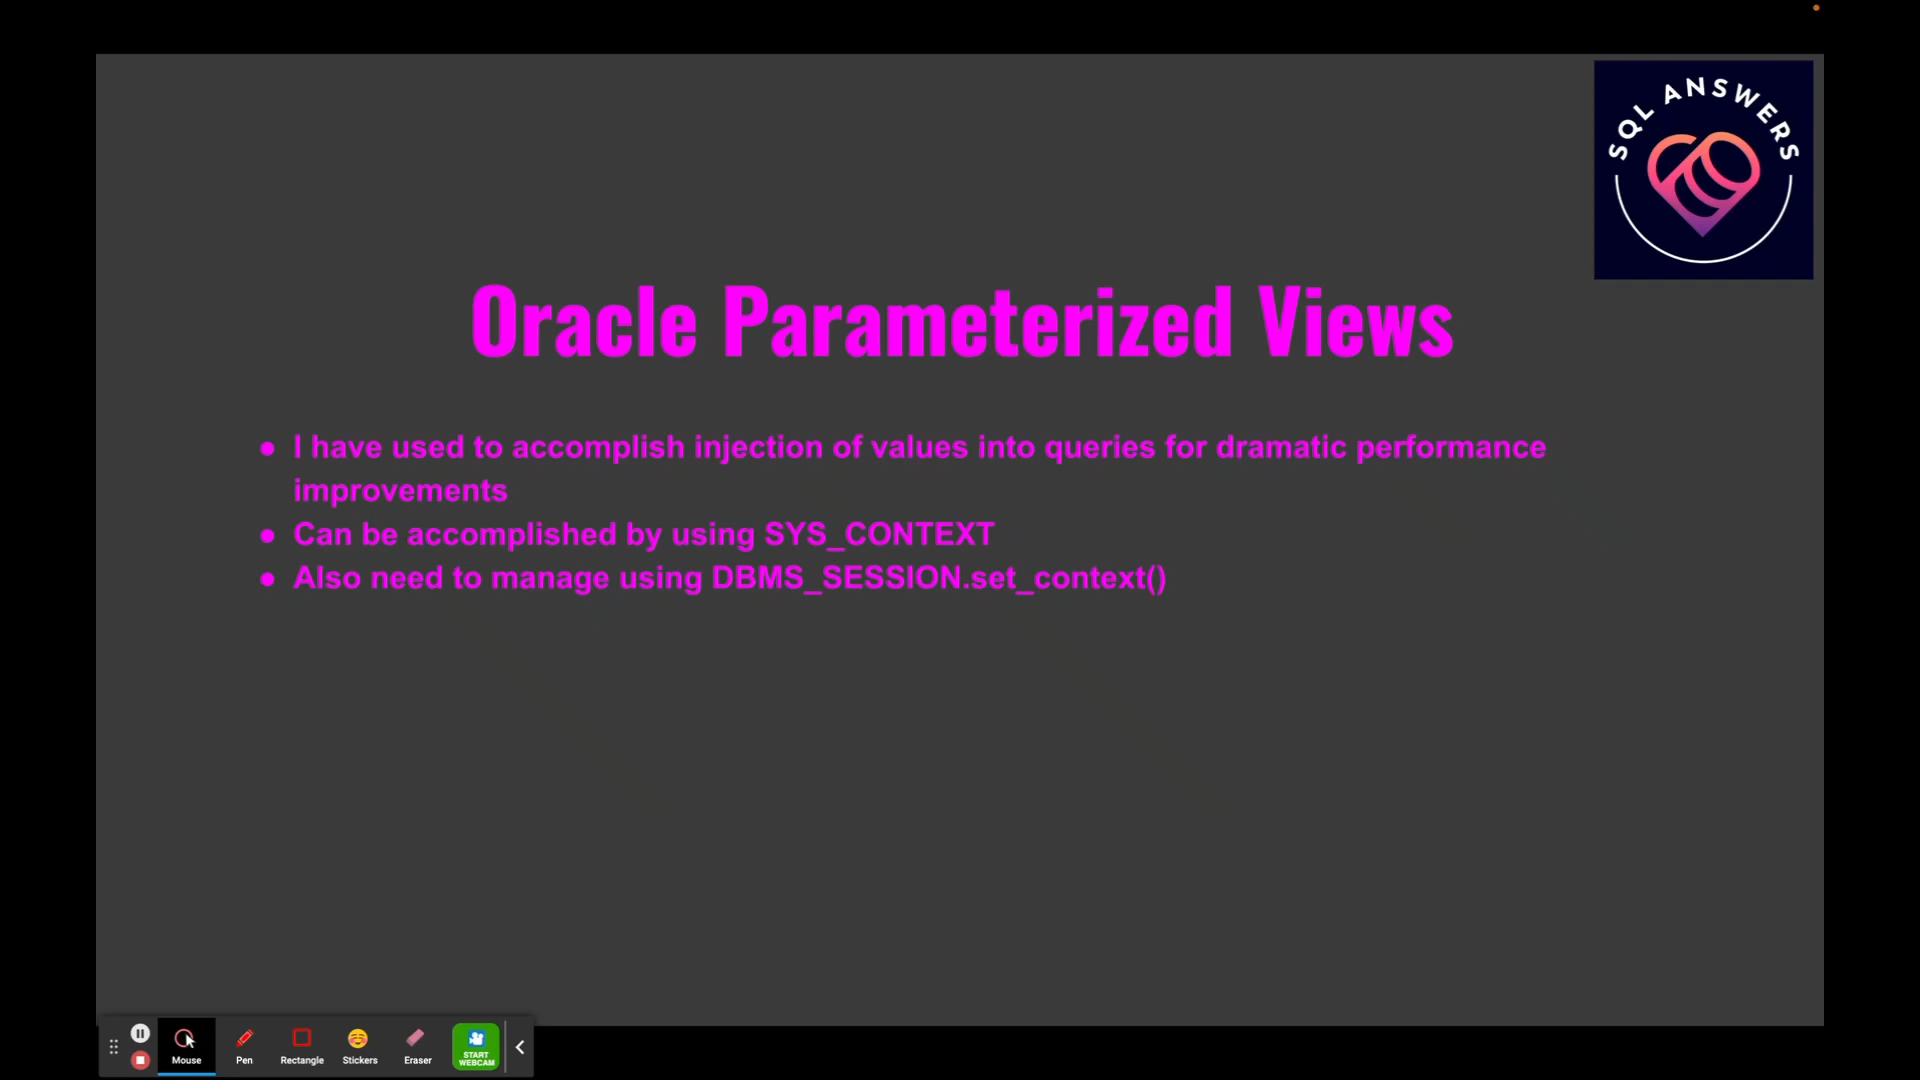 SQL ANSWERS
Oracle Parameterized Views
● I have used to accomplish injection of values into queries for dramatic performance
improvements
● Can be accomplished by using SYS_CONTEXT
● Also need to manage using DBMS_SESSION.set_context()
Mouse
Pen
Rectangle
Stickers
Eraser
START
WEBCAM